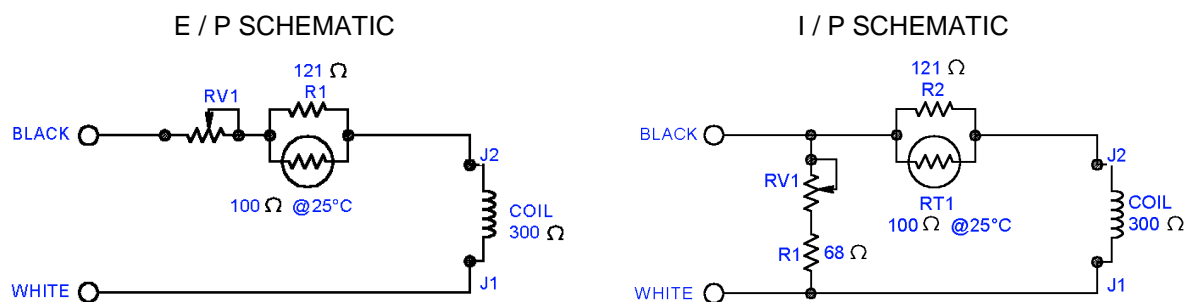 E / P SCHEMATIC
121 Ω
R1
RV1
BLACK
J2
100 Ω @25°C
COIL
300 Ω
J1
WHITE
I / P SCHEMATIC
121 Ω
R2
BLACK
J2
RV1
RT1
100 Ω @25°C
COIL
300 Ω
R1 68 Ω
J1
WHITE